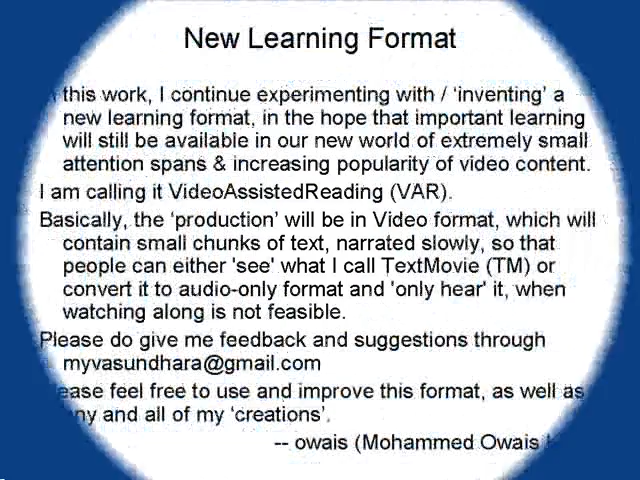 New Learning Format
this work, I continue experimenting with / 'inventing' a
new learning format, in the hope that important learning
will still be available in our new world of extremely small
attention spans & increasing popularity of video content.
I am calling it VideoAssistedReading (VAR).
Basically, the 'production' will be in Video format, which will
contain small chunks of text, narrated slowly, so that
people can either 'see' what I call TextMovie (TM) or
convert it to audio-only format and 'only hear' it, when
watching along is not feasible.
Please do give me feedback and suggestions through
myvasundhara@gmail.com
ease feel free to use and improve this format, as well as
ny and all of my 'creations'.
-- owais (Mohammed Owais